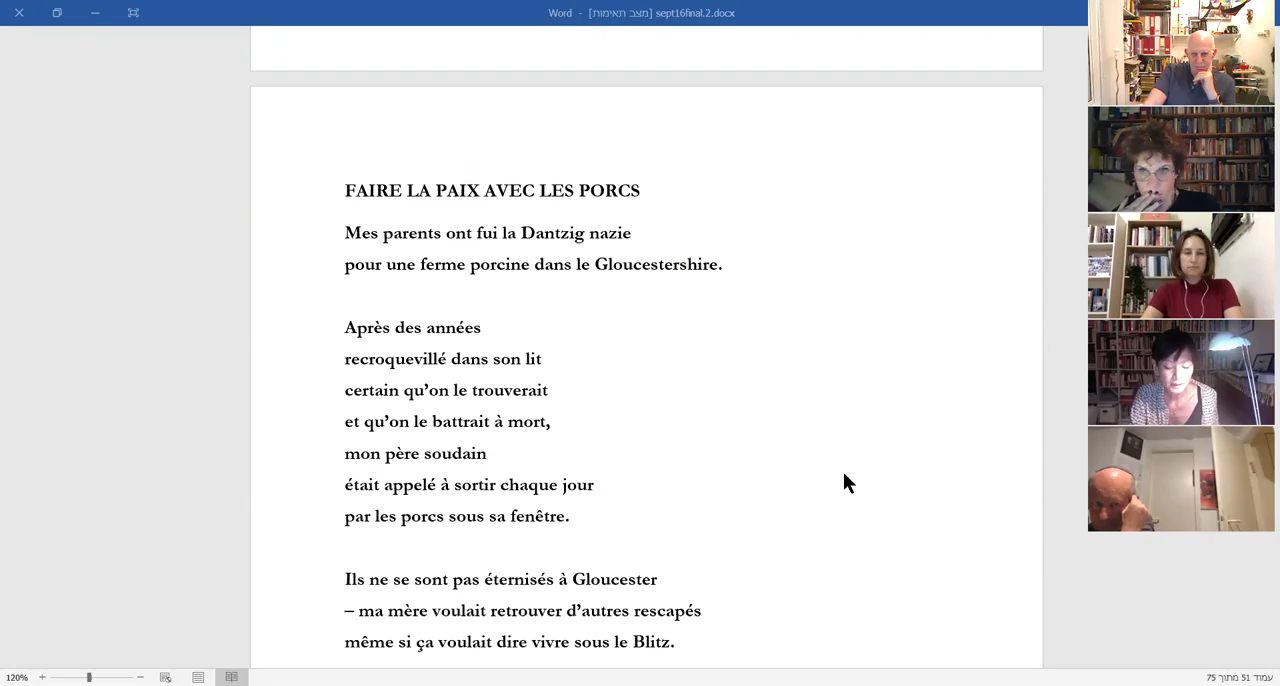 Word - [מצב תאימות] sept16final.2.docx
FAIRE LA PAIX AVEC LES PORCS
Mes parents ont fui la Dantzig nazie
pour une ferme porcine dans le Gloucestershire.
Après des années
recroquevillé dans son lit
certain qu’on le trouverait
et qu’on le battrait à mort,
mon père soudain
était appelé à sortir chaque jour
par les porcs sous sa fenêtre.
Ils ne se sont pas éternisés à Gloucester
– ma mère voulait retrouver d’autres rescapés
même si ça voulait dire vivre sous le Blitz.
120%
עמוד 51 מתוך 75